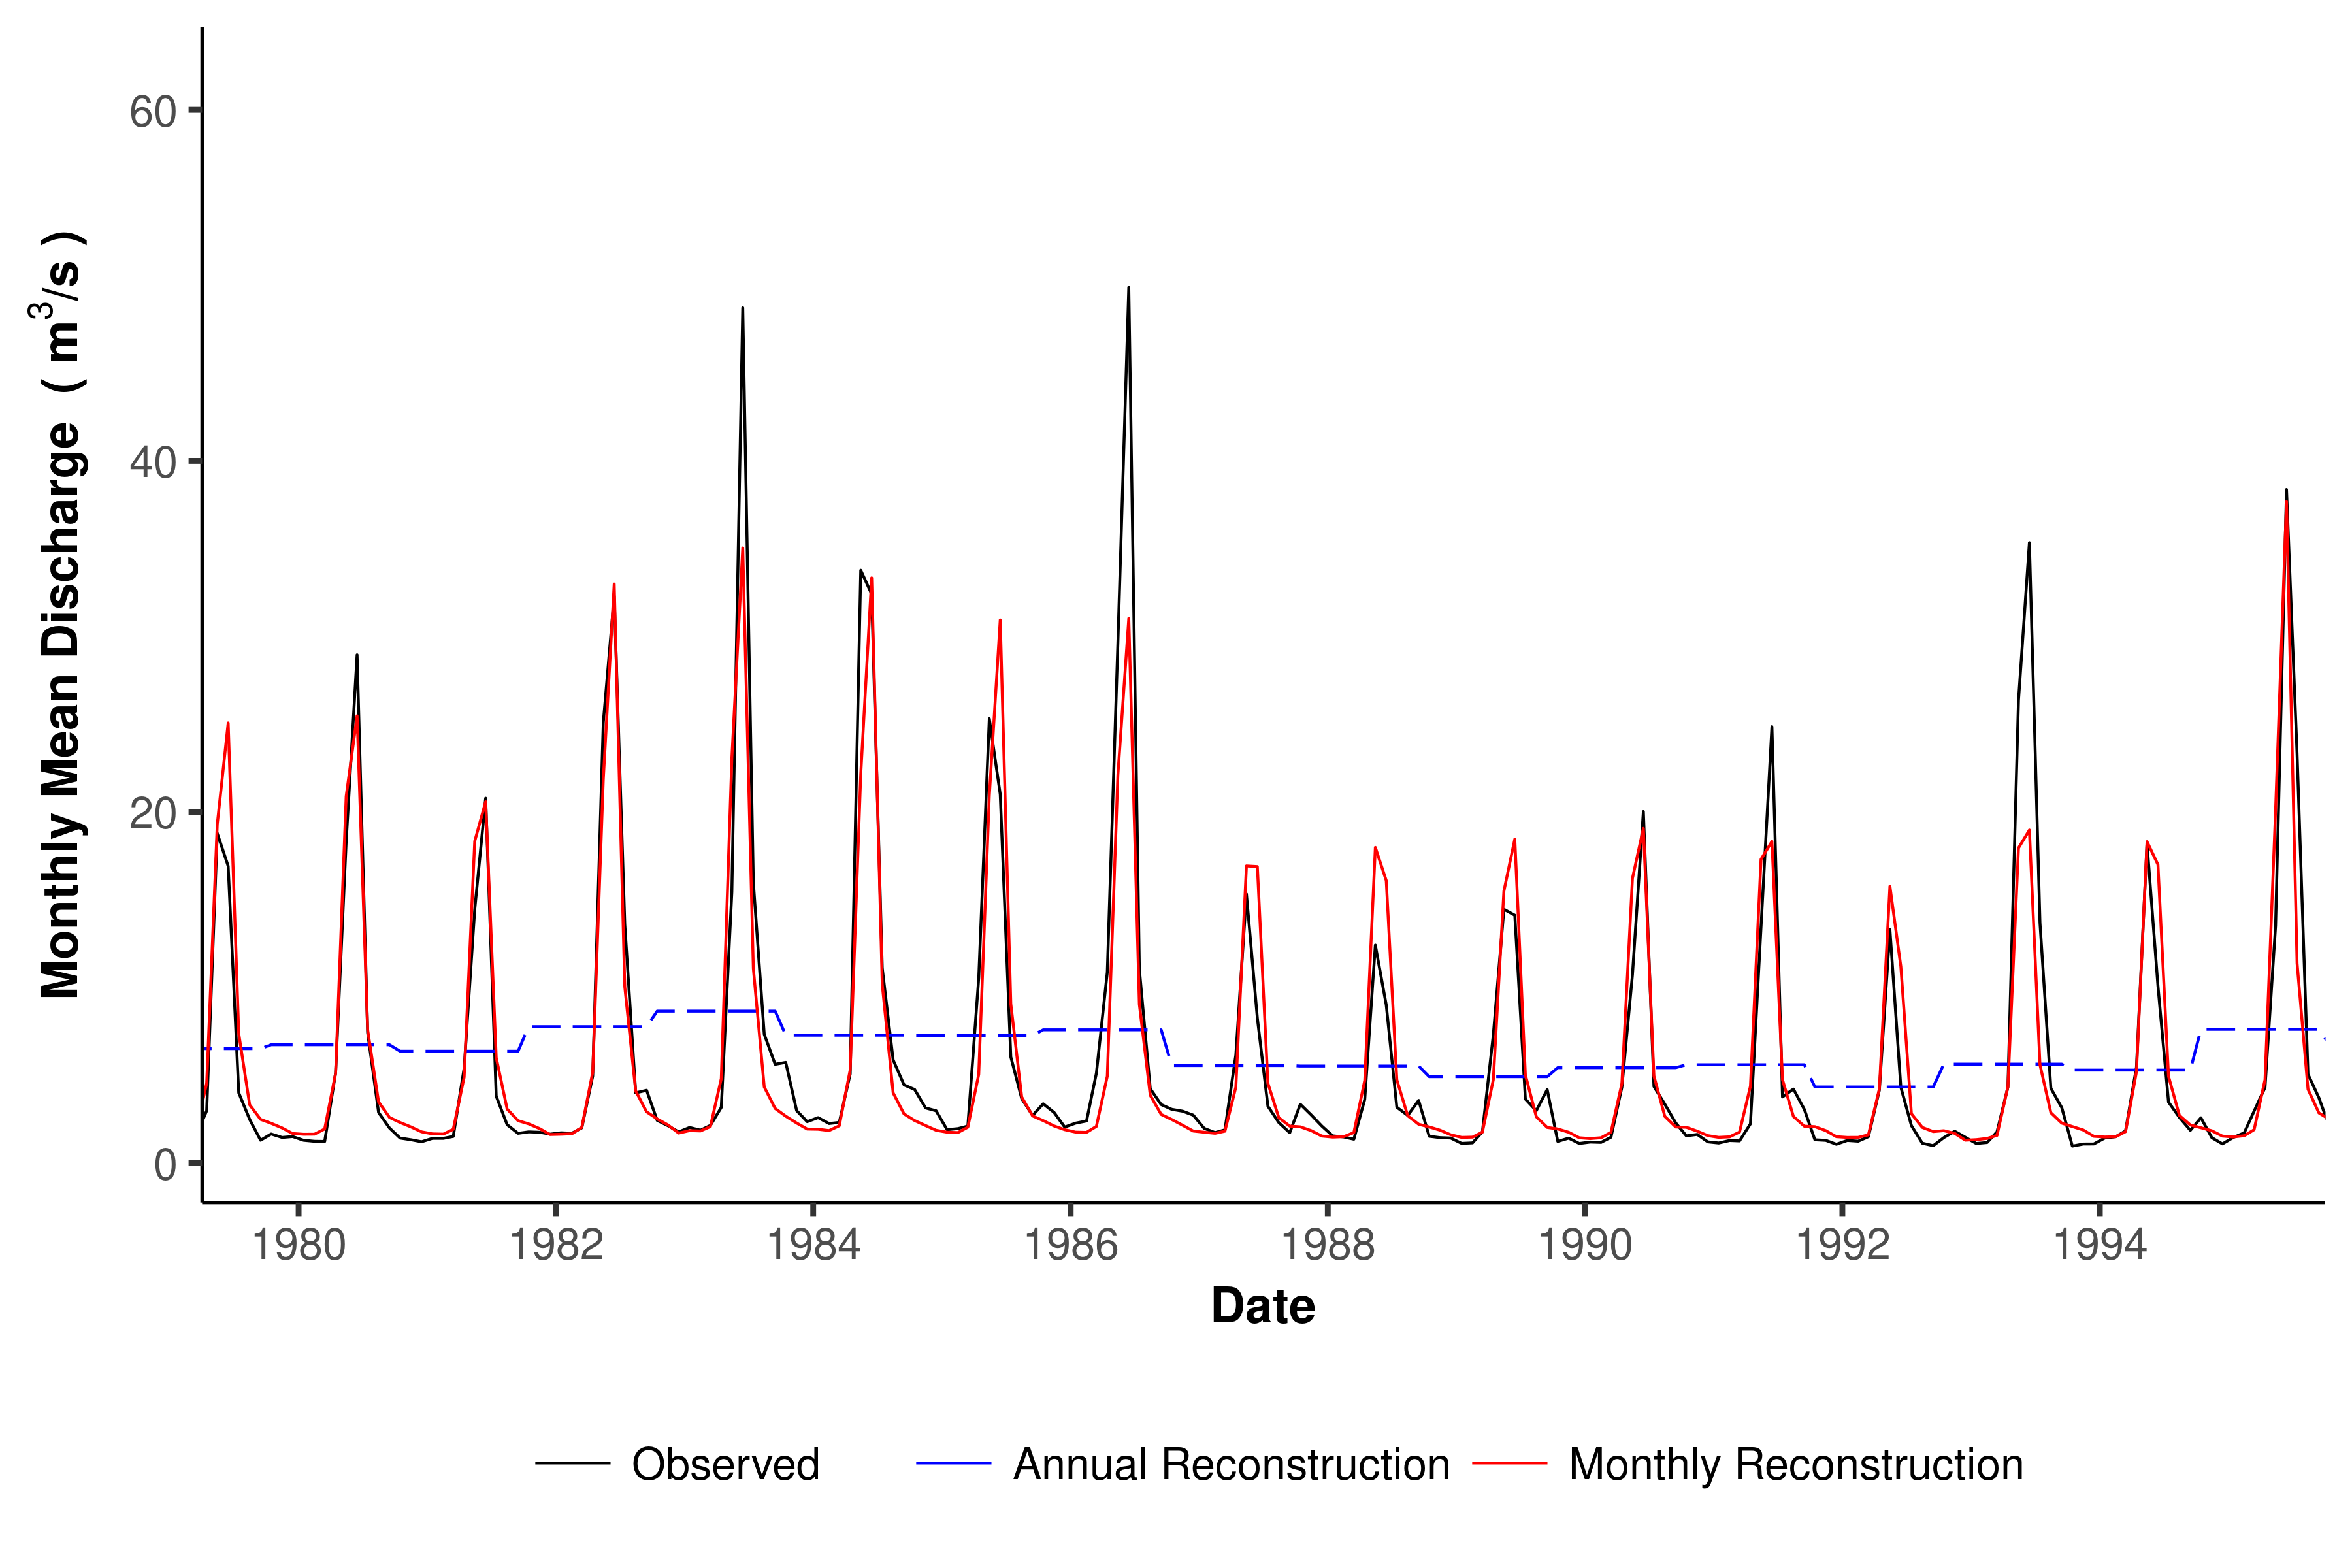 60
40
20
0
Monthly Mean Discharge ( m³/s )
1980 1982 1984 1986 1988 1990 1992 1994
Date
Observed Annual Reconstruction Monthly Reconstruction